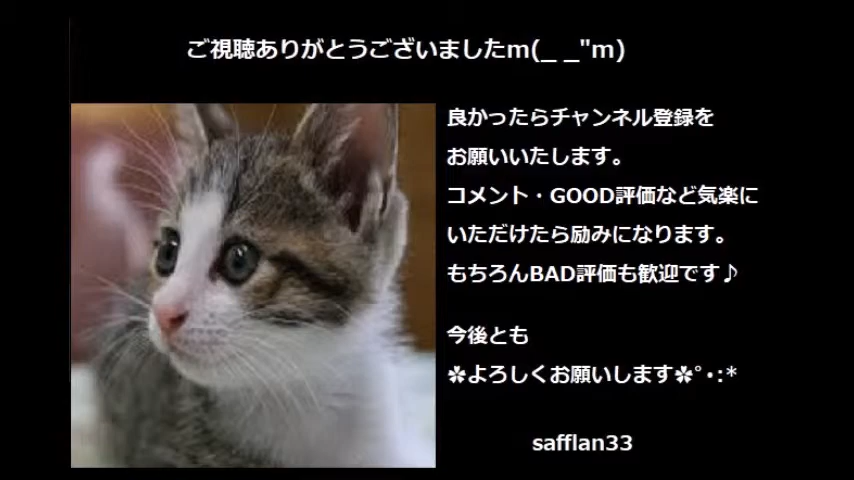 ご視聴ありがとうございましたm(_ _"m)
良かったらチャンネル登録を
お願いいたします。
コメント・GOOD評価など気楽に
いただけたら励みになります。
もちろんBAD評価も歓迎です♪
今後とも
✿よろしくお願いします✿ﾟ･:*
safflan33